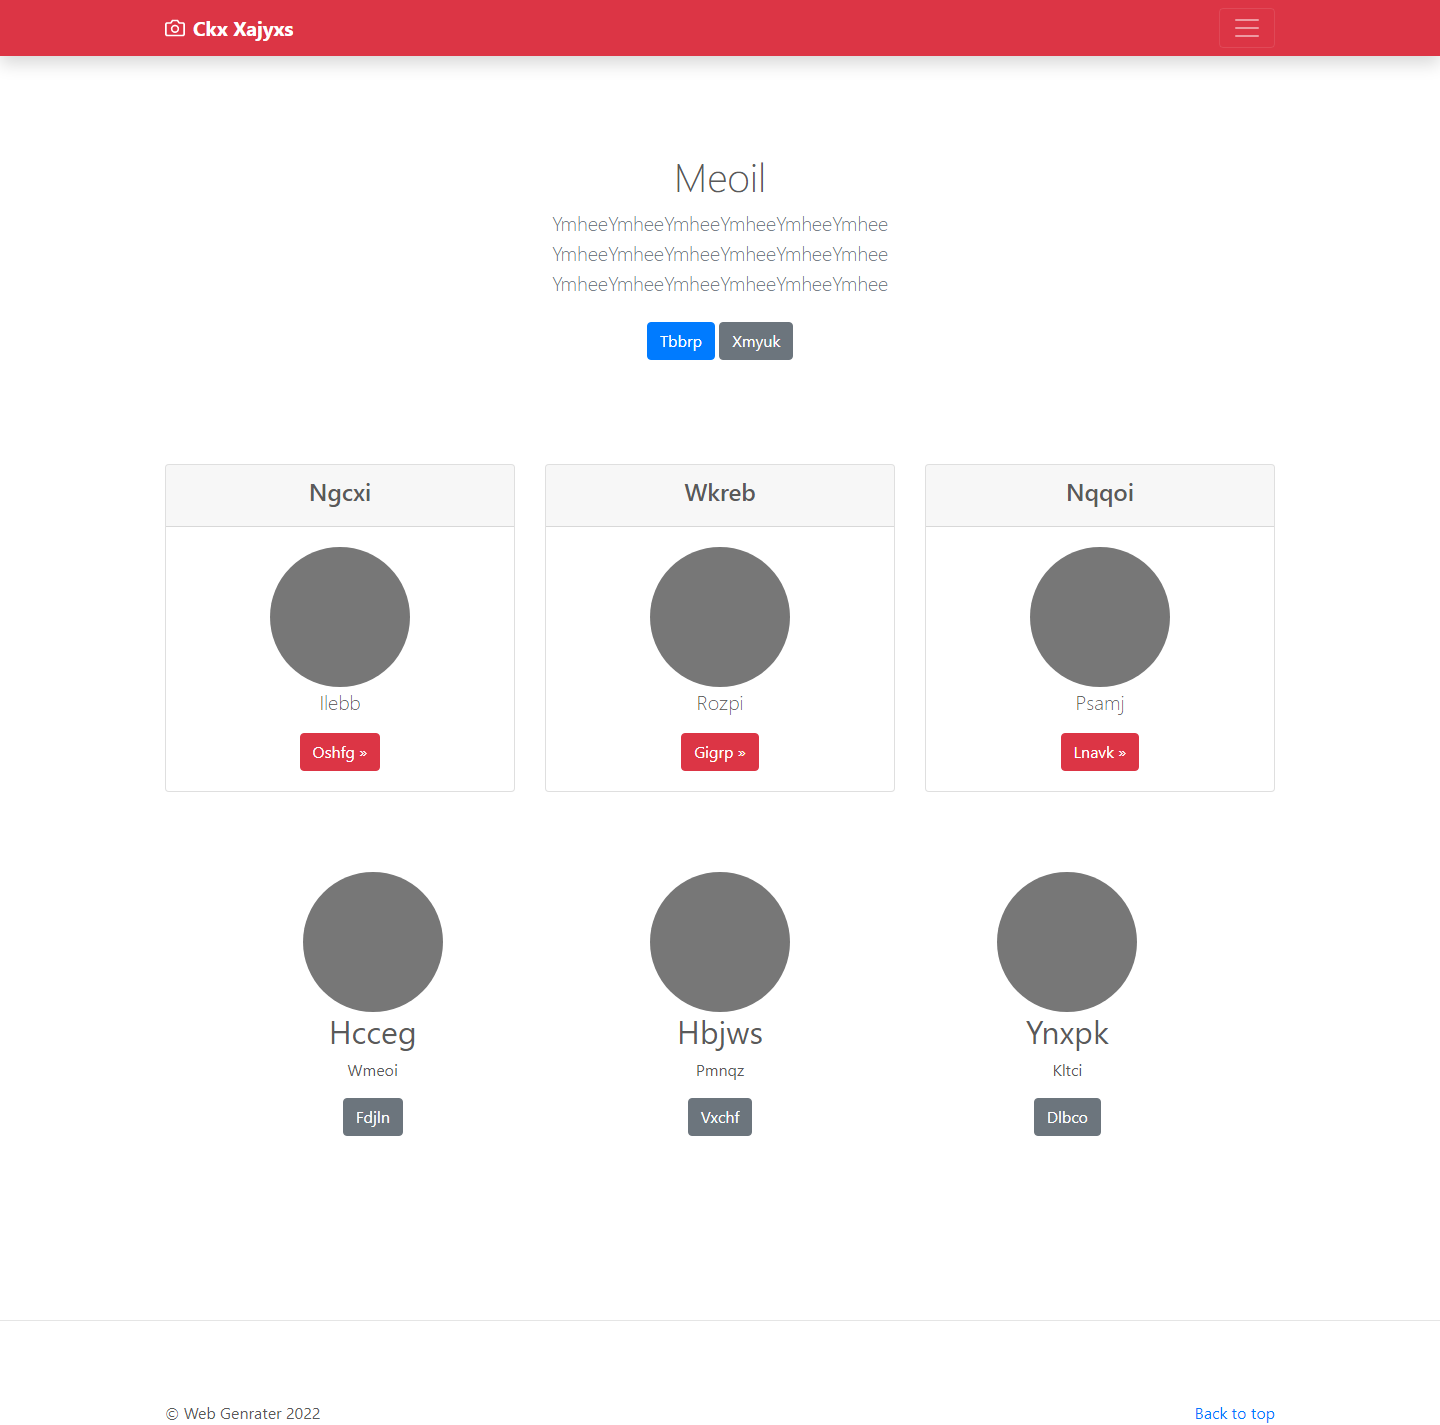 Ckx Xajyxs
Meoil
YmheeYmheeYmheeYmheeYmheeYmhee
YmheeYmheeYmheeYmheeYmheeYmhee
YmheeYmheeYmheeYmheeYmheeYmhee
Tbbrp Xmyuk
Ngcxi Wkreb Nqqoi
Ilebb Rozpi Psamj
Oshfg » Gigrp » Lnavk »
Hcceg Hbjws Ynxpk
Wmeoi Pmnqz Kltci
Fdjln Vxchf Dlbco
© Web Genrater 2022 Back to top